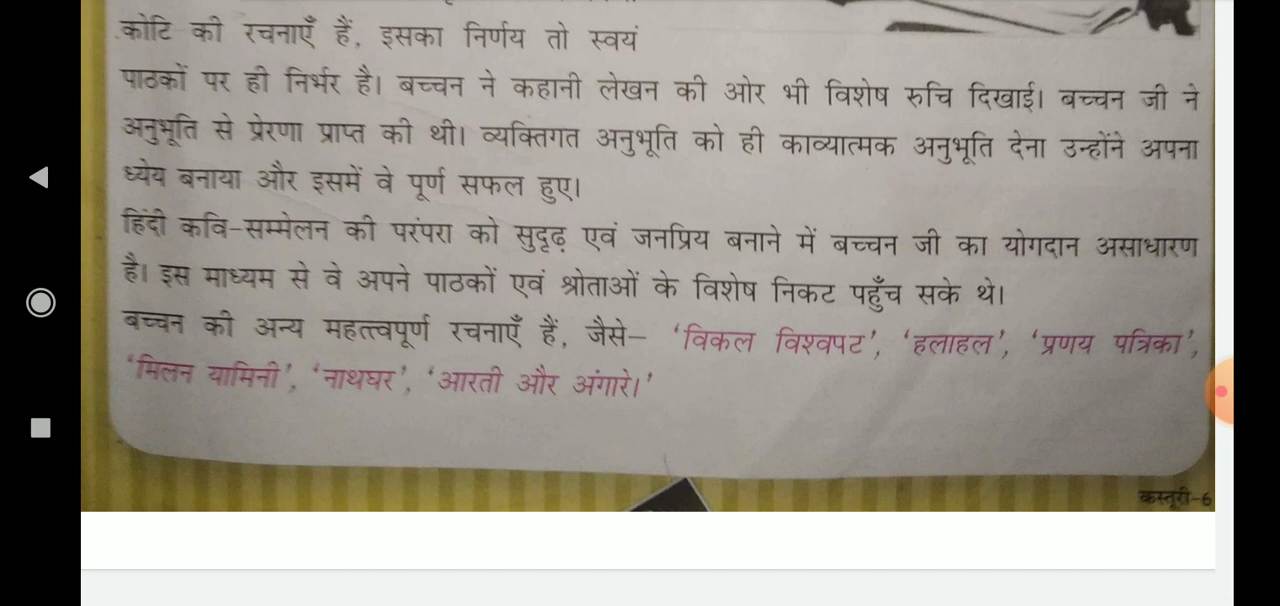 कोटि की रचनाएँ हैं, इसका निर्णय तो स्वयं
पाठकों पर ही निर्भर है। बच्चन ने कहानी लेखन की ओर भी विशेष रुचि दिखाई। बच्चन जी ने
अनुभूति से प्रेरणा प्राप्त की थी। व्यक्तिगत अनुभूति को ही काव्यात्मक अनुभूति देना उन्होंने अपना
ध्येय बनाया और इसमें वे पूर्ण सफल हुए।
हिंदी कवि-सम्मेलन की परंपरा को सुदृढ़ एवं जनप्रिय बनाने में बच्चन जी का योगदान असाधारण
है। इस माध्यम से वे अपने पाठकों एवं श्रोताओं के विशेष निकट पहुँच सके थे।
बच्चन की अन्य महत्त्वपूर्ण रचनाएँ हैं, जैसे– 'विकल विश्वपट', 'हलाहल', 'प्रणय पत्रिका',
'मिलन यामिनी', 'नाथघर', 'आरती और अंगारे।'
कस्तूरी-6